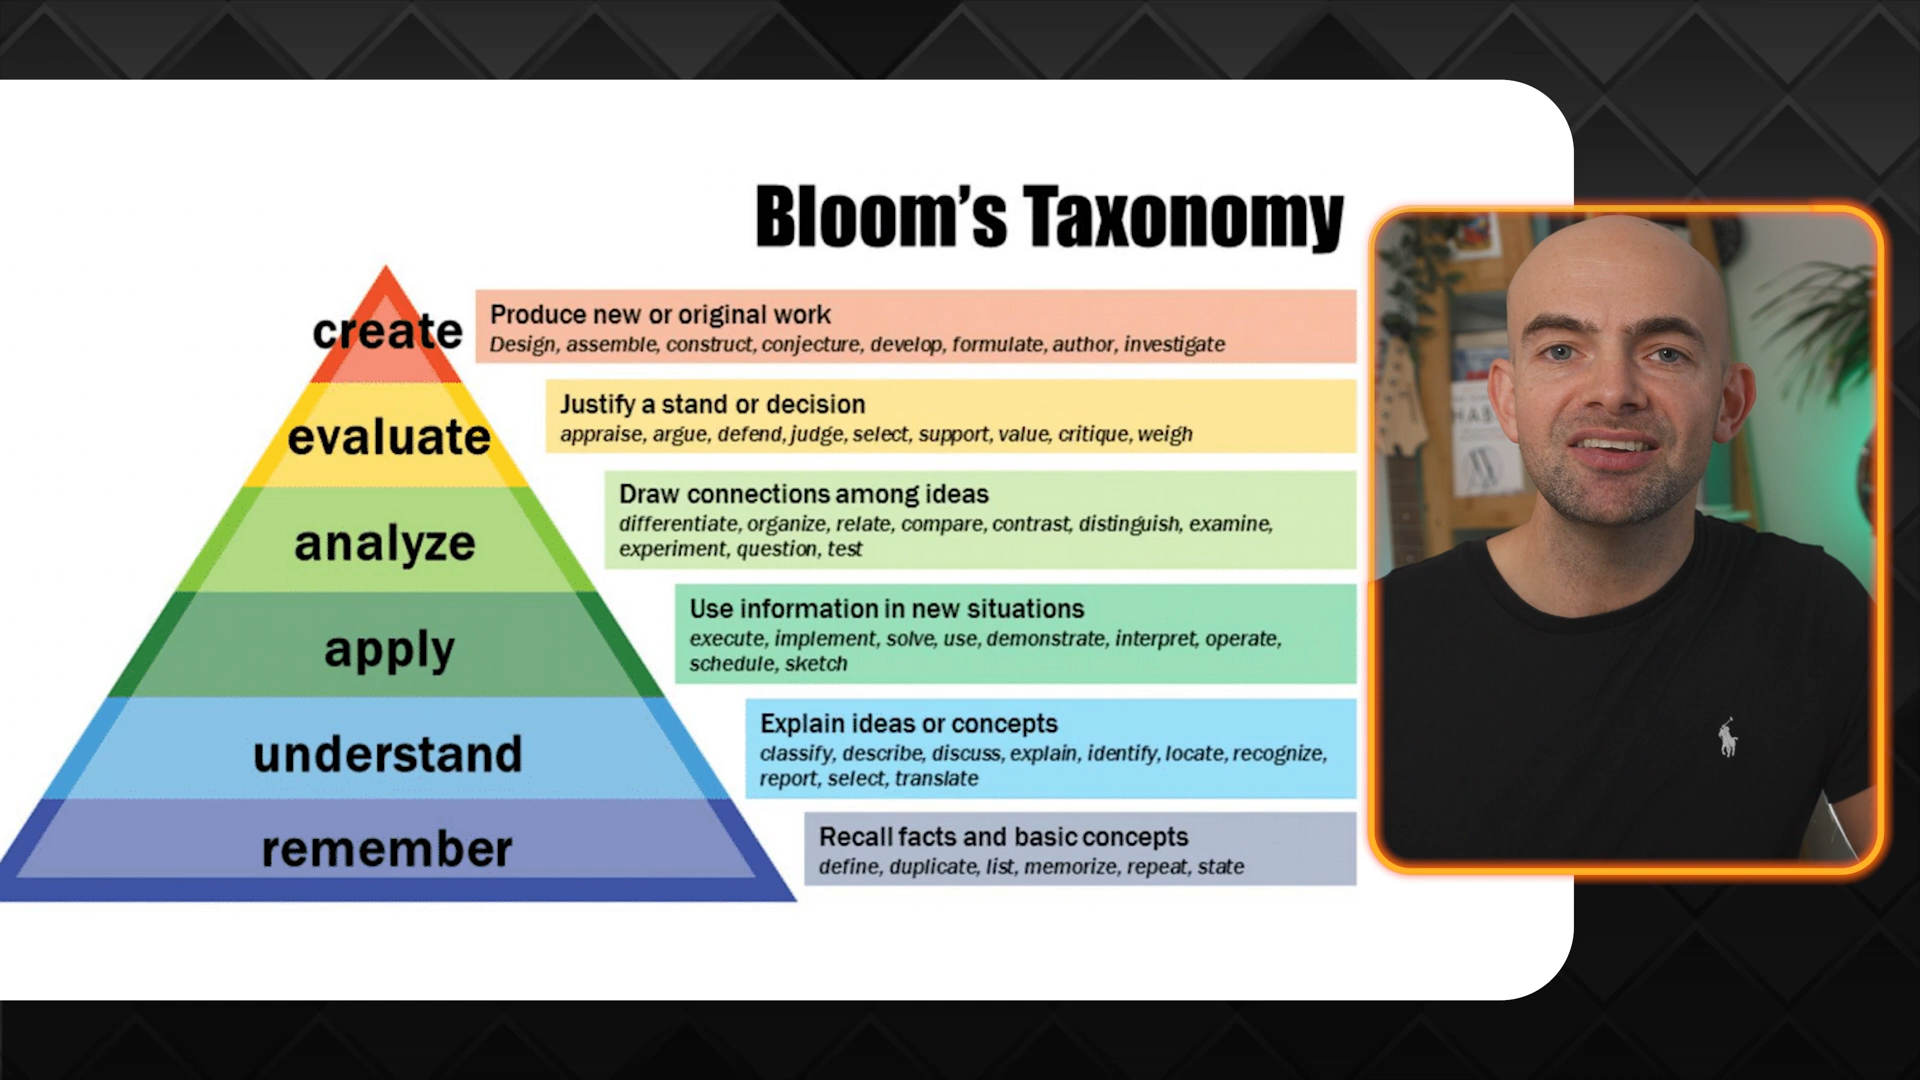 Bloom's Taxonomy
create
Produce new or original work
Design, assemble, construct, conjecture, develop, formulate, author, investigate
evaluate
Justify a stand or decision
appraise, argue, defend, judge, select, support, value, critique, weigh
analyze
Draw connections among ideas
differentiate, organize, relate, compare, contrast, distinguish, examine,
experiment, question, test
apply
Use information in new situations
execute, implement, solve, use, demonstrate, interpret, operate,
schedule, sketch
understand
Explain ideas or concepts
classify, describe, discuss, explain, identify, locate, recognize,
report, select, translate
remember
Recall facts and basic concepts
define, duplicate, list, memorize, repeat, state